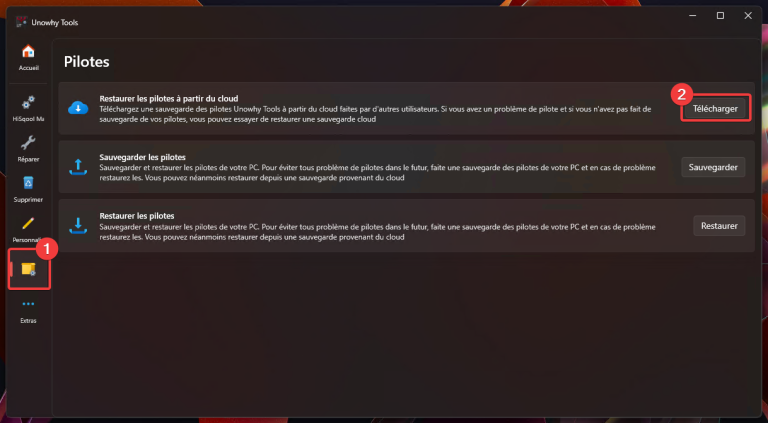 Unowhy Tools
Accueil
Pilotes
Restaurer les pilotes à partir du cloud
Téléchargez une sauvegarde des pilotes Unowhy Tools à partir du cloud faites par d'autres utilisateurs. Si vous avez un problème de pilote et si vous n'avez pas fait de
sauvegarde de vos pilotes, vous pouvez essayer de restaurer une sauvegarde cloud
2
Télécharger
HiSqool Ma
Réparer
Sauvegarder les pilotes
Sauvegarder et restaurer les pilotes de votre PC. Pour éviter tous problème de pilotes dans le futur, faite une sauvegarde des pilotes de votre PC et en cas de problème
restaurez les. Vous pouvez néanmoins restaurer depuis une sauvegarde provenant du cloud
Sauvegarder
Supprimer
Restaurer les pilotes
Sauvegarder et restaurer les pilotes de votre PC. Pour éviter tous problème de pilotes dans le futur, faite une sauvegarde des pilotes de votre PC et en cas de problème
restaurez les. Vous pouvez néanmoins restaurer depuis une sauvegarde provenant du cloud
Restaurer
1
Extras